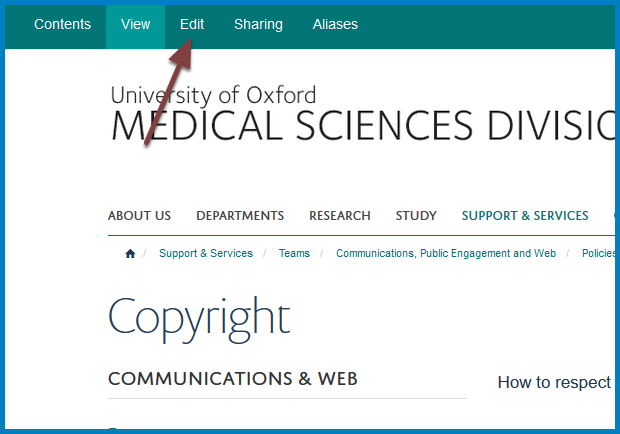 Contents View Edit Sharing Aliases
University of Oxford
MEDICAL SCIENCES DIVISIO
ABOUT US DEPARTMENTS RESEARCH STUDY SUPPORT & SERVICES
/ Support & Services / Teams / Communications, Public Engagement and Web / Policies
Copyright
COMMUNICATIONS & WEB
How to respect